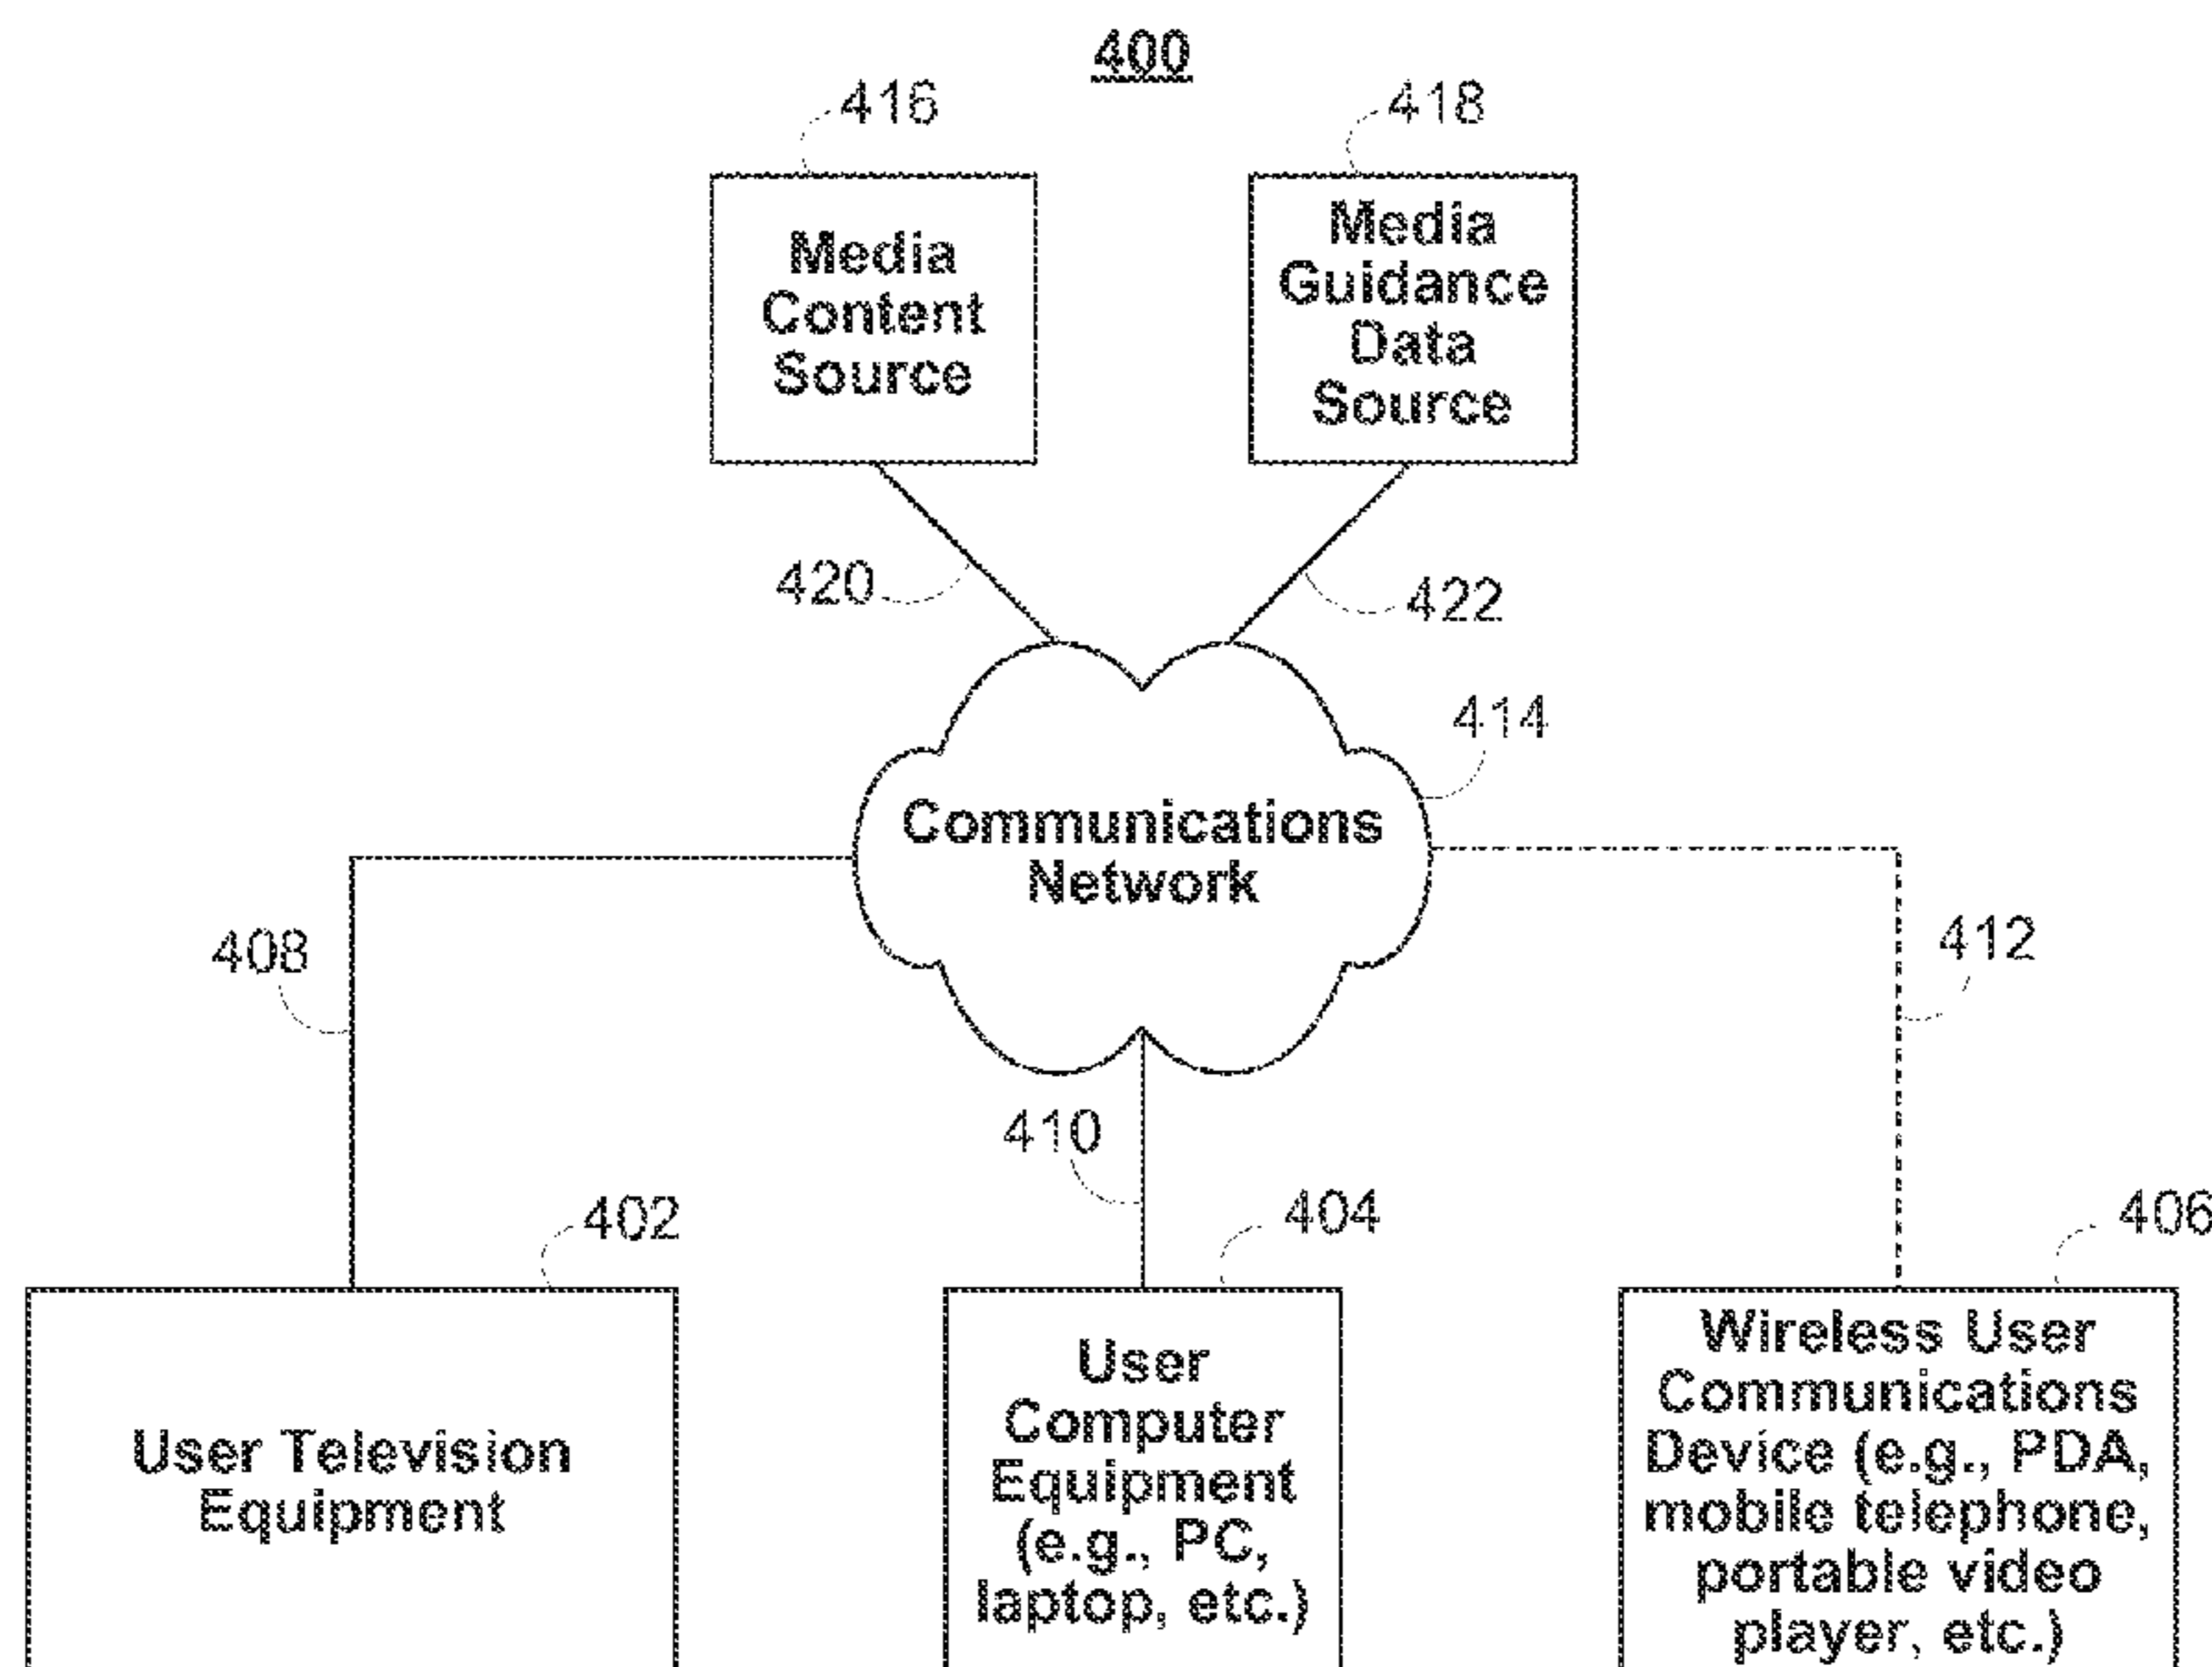 400
416
418
Media
Content
Source
Media
Guidance
Data
Source
420
422
414
Communications
Network
408
412
410
402
404
406
User Television
Equipment
User
Computer
Equipment
(e.g., PC,
laptop, etc.)
Wireless User
Communications
Device (e.g., PDA,
mobile telephone,
portable video
player, etc.)